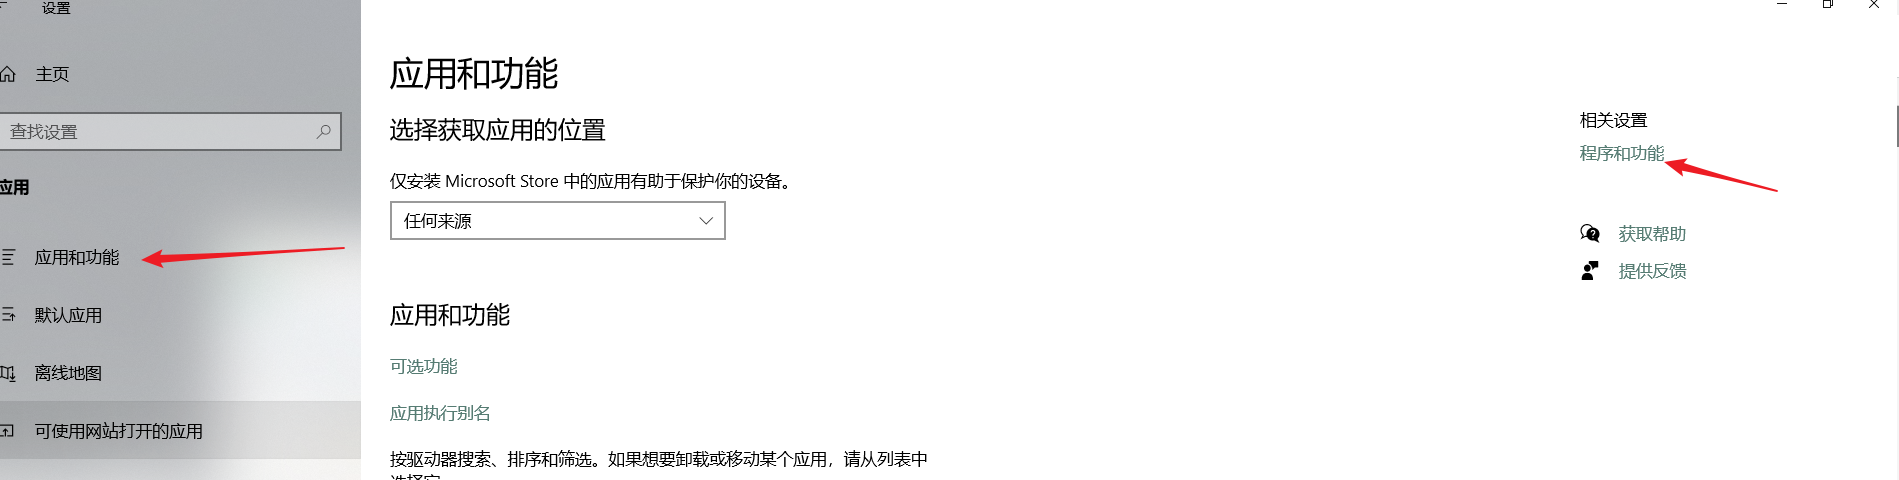 设置
主页
查找设置
应用
应用和功能
默认应用
离线地图
可使用网站打开的应用
应用和功能
选择获取应用的位置
仅安装 Microsoft Store 中的应用有助于保护你的设备。
任何来源
应用和功能
可选功能
应用执行别名
按驱动器搜索、排序和筛选。如果想要卸载或移动某个应用，请从列表中
相关设置
程序和功能
获取帮助
提供反馈